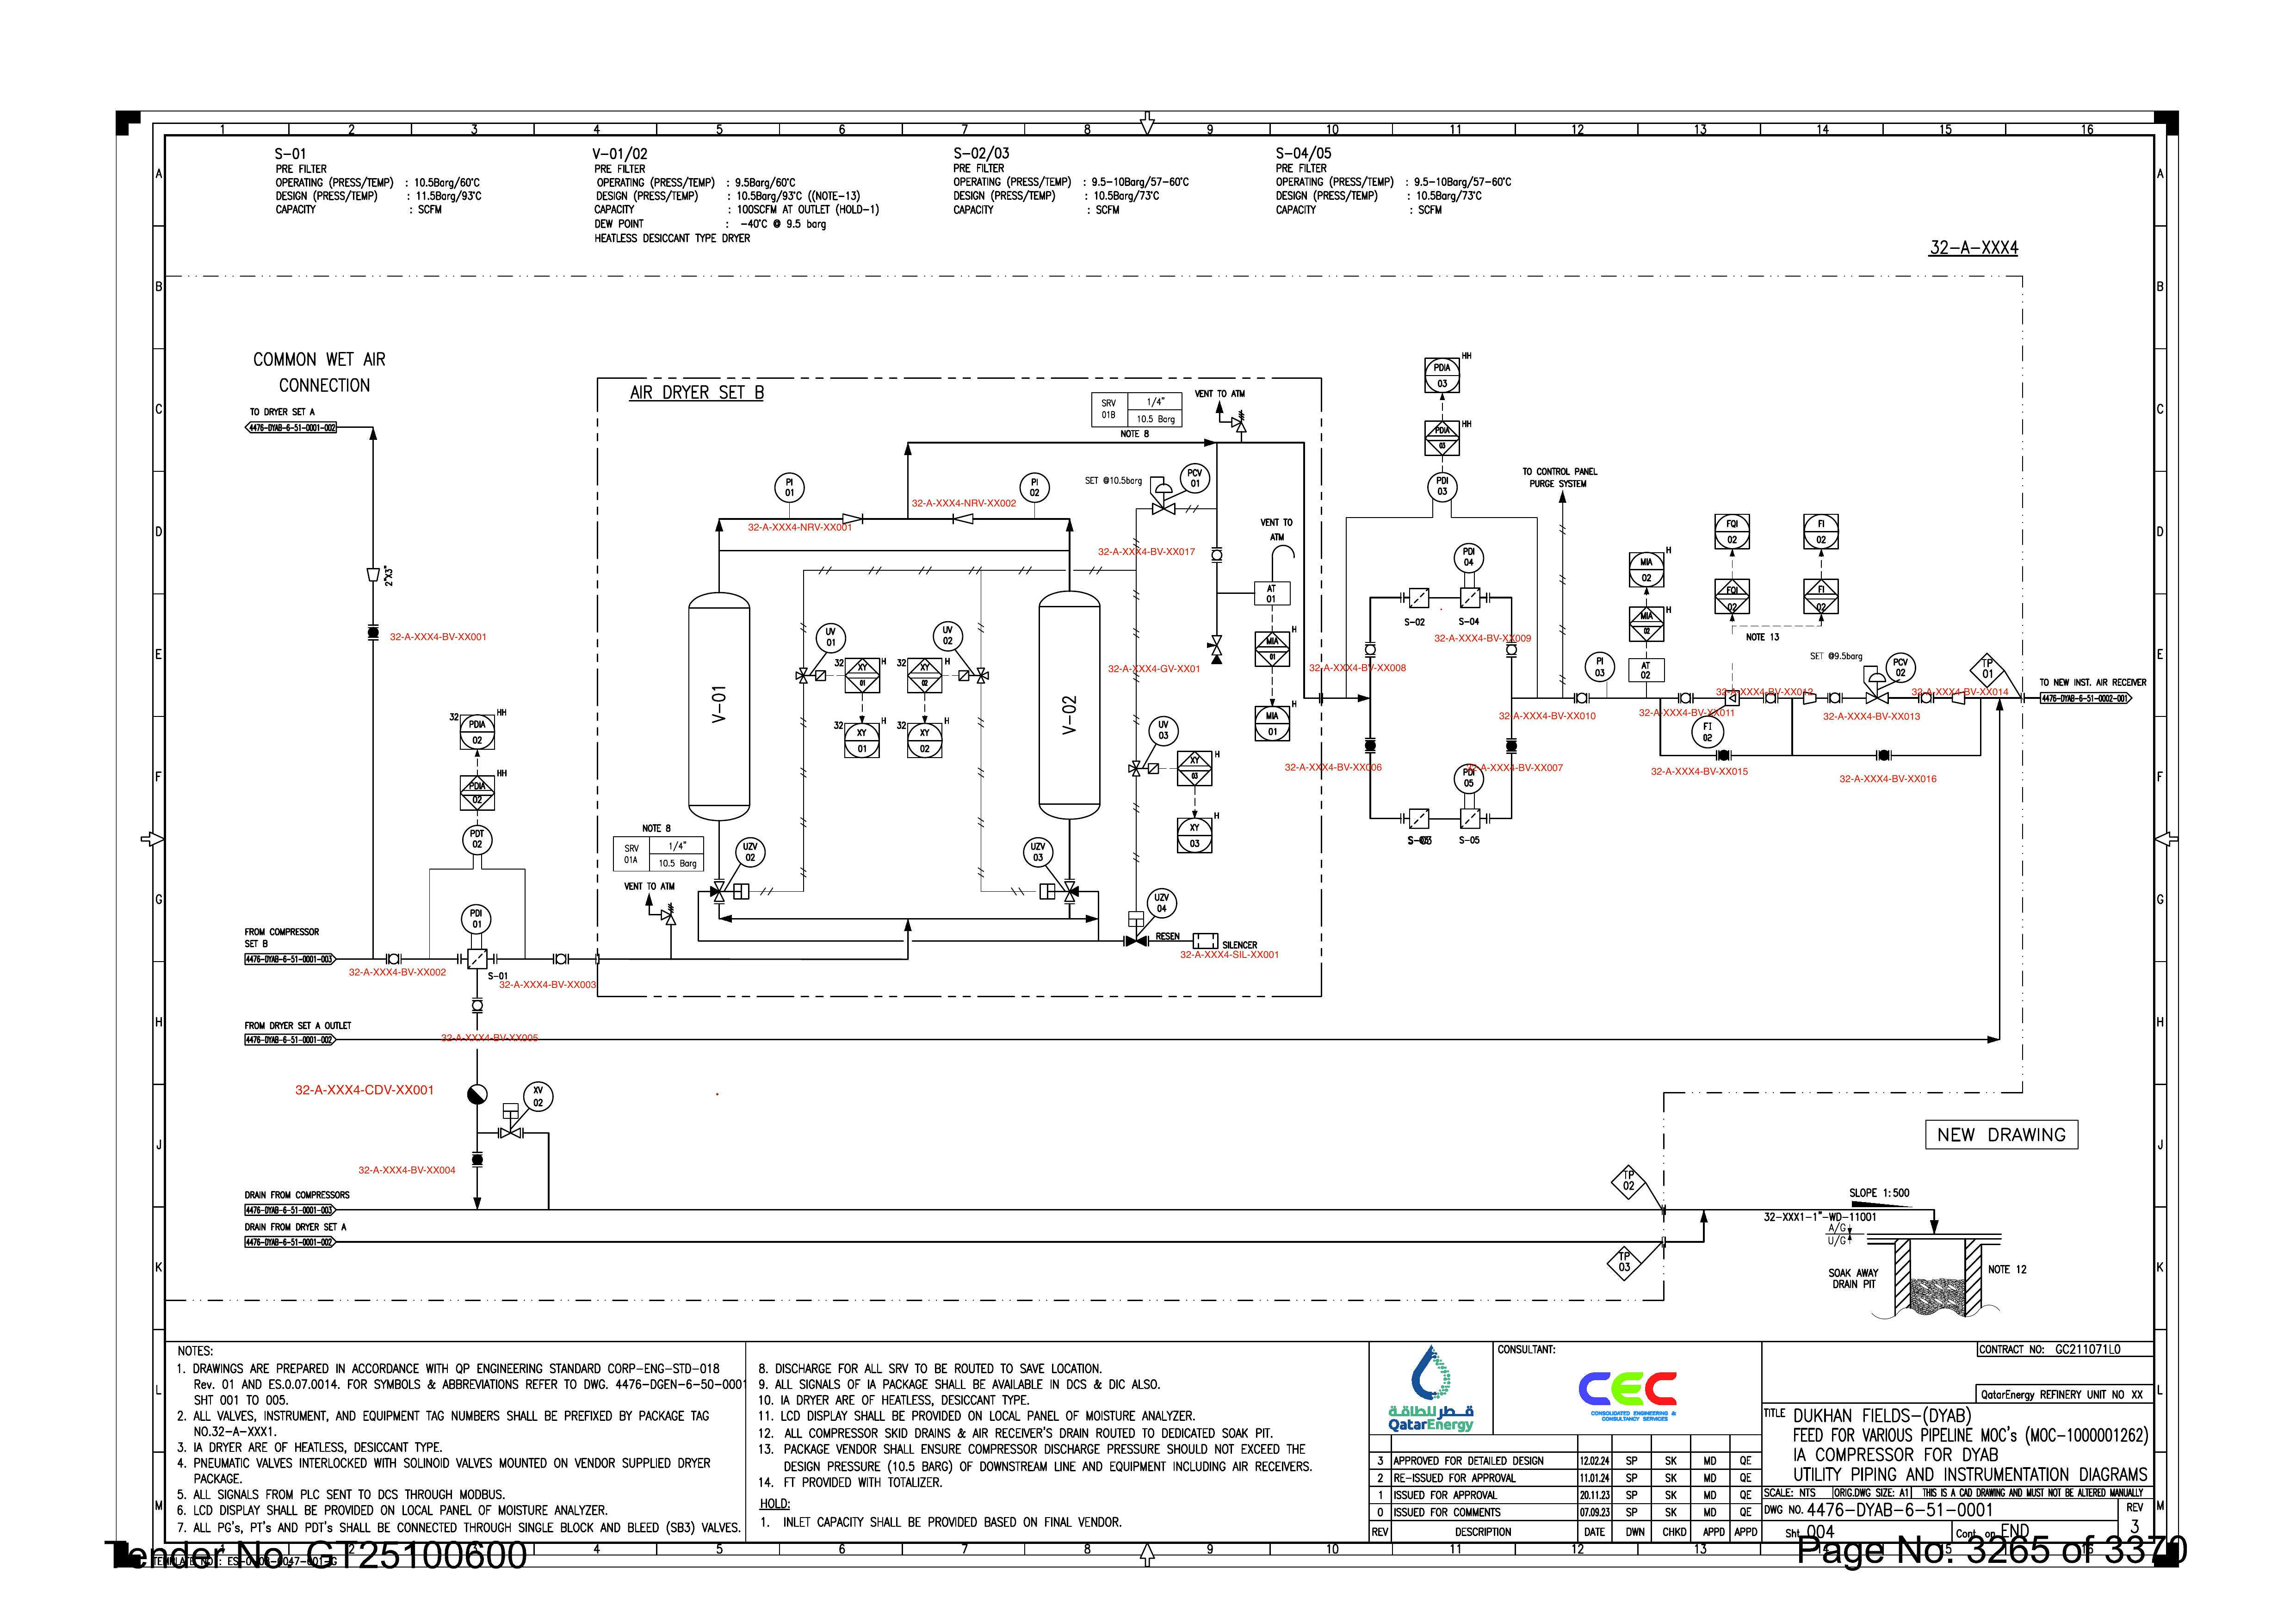 1 2 3 4 5 6 7 8 9 10 11 12 13 14 15 16
S-01
PRE FILTER
OPERATING (PRESS/TEMP) : 10.5Barg/60°C
DESIGN (PRESS/TEMP) : 11.5Barg/93°C
CAPACITY : SCFM
V-01/02
PRE FILTER
OPERATING (PRESS/TEMP) : 9.5Barg/60°C
DESIGN (PRESS/TEMP) : 10.5Barg/93°C ((NOTE-13)
CAPACITY : 100SCFM AT OUTLET (HOLD-1)
DEW POINT : -40°C @ 9.5 barg
HEATLESS DESICCANT TYPE DRYER
S-02/03
PRE FILTER
OPERATING (PRESS/TEMP) : 9.5-10Barg/57-60°C
DESIGN (PRESS/TEMP) : 10.5Barg/73°C
CAPACITY : SCFM
S-04/05
PRE FILTER
OPERATING (PRESS/TEMP) : 9.5-10Barg/57-60°C
DESIGN (PRESS/TEMP) : 10.5Barg/73°C
CAPACITY : SCFM
32-A-XXX4
A B C D E F G H J K L M
A B C D E F G H J K L M
COMMON WET AIR
CONNECTION
TO DRYER SET A
4476-DYAB-6-51-0001-002
2"X3"
32-A-XXX4-BV-XX001
32
PDIA
02
HH
PDIA
02
HH
PDT
02
PDI
01
FROM COMPRESSOR
SET B
4476-DYAB-6-51-0001-003
32-A-XXX4-BV-XX002
S-01
32-A-XXX4-BV-XX003
FROM DRYER SET A OUTLET
4476-DYAB-6-51-0001-002
32-A-XXX4-BV-XX005
32-A-XXX4-CDV-XX001
XV
02
32-A-XXX4-BV-XX004
DRAIN FROM COMPRESSORS
4476-DYAB-6-51-0001-003
DRAIN FROM DRYER SET A
4476-DYAB-6-51-0001-002
AIR DRYER SET B
PI
01
32-A-XXX4-NRV-XX001
32-A-XXX4-NRV-XX002
PI
02
SRV
01B
1/4"
10.5 Barg
NOTE 8
VENT TO ATM
SET @10.5barg
PCV
01
32-A-XXX4-BV-XX017
VENT TO
ATM
AT
01
MIA
01
H
MIA
01
H
V-01
V-02
UV
01
32
XY
01
H
32
XY
01
H
UV
02
32
XY
02
H
32
XY
02
H
32-A-XXX4-GV-XX01
UV
03
XY
03
H
XY
03
H
NOTE 8
SRV
01A
1/4"
10.5 Barg
VENT TO ATM
UZV
02
UZV
03
UZV
04
RESEN
SILENCER
32-A-XXX4-SIL-XX001
PDIA
03
HH
PDIA
03
HH
PDI
03
PDI
04
S-02
S-04
32-A-XXX4-BV-XX009
32-A-XXX4-BV-XX008
32-A-XXX4-BV-XX006
32-A-XXX4-BV-XX007
PDI
05
S-05
TO CONTROL PANEL
PURGE SYSTEM
PI
03
32-A-XXX4-BV-XX010
MIA
02
H
MIA
02
H
AT
02
FQI
02
FQI
02
FI
02
FI
02
NOTE 13
32-A-XXX4-BV-XX011
32-A-XXX4-BV-XX012
FI
02
SET @9.5barg
PCV
02
32-A-XXX4-BV-XX013
32-A-XXX4-BV-XX014
32-A-XXX4-BV-XX015
32-A-XXX4-BV-XX016
TP
01
TO NEW INST. AIR RECEIVER
4476-DYAB-6-51-0002-001
NEW DRAWING
TP
02
TP
03
SLOPE 1:500
32-XXX1-1"-WD-11001
A/G
U/G
SOAK AWAY
DRAIN PIT
NOTE 12
NOTES:
1. DRAWINGS ARE PREPARED IN ACCORDANCE WITH QP ENGINEERING STANDARD CORP-ENG-STD-018
Rev. 01 AND ES.0.07.0014. FOR SYMBOLS & ABBREVIATIONS REFER TO DWG. 4476-DGEN-6-50-0001
SHT 001 TO 005.
2. ALL VALVES, INSTRUMENT, AND EQUIPMENT TAG NUMBERS SHALL BE PREFIXED BY PACKAGE TAG
NO.32-A-XXX1.
3. IA DRYER ARE OF HEATLESS, DESICCANT TYPE.
4. PNEUMATIC VALVES INTERLOCKED WITH SOLINOID VALVES MOUNTED ON VENDOR SUPPLIED DRYER
PACKAGE.
5. ALL SIGNALS FROM PLC SENT TO DCS THROUGH MODBUS.
6. LCD DISPLAY SHALL BE PROVIDED ON LOCAL PANEL OF MOISTURE ANALYZER.
7. ALL PG's, PT's AND PDT's SHALL BE CONNECTED THROUGH SINGLE BLOCK AND BLEED (SB3) VALVES.
8. DISCHARGE FOR ALL SRV TO BE ROUTED TO SAVE LOCATION.
9. ALL SIGNALS OF IA PACKAGE SHALL BE AVAILABLE IN DCS & DIC ALSO.
10. IA DRYER ARE OF HEATLESS, DESICCANT TYPE.
11. LCD DISPLAY SHALL BE PROVIDED ON LOCAL PANEL OF MOISTURE ANALYZER.
12. ALL COMPRESSOR SKID DRAINS & AIR RECEIVER'S DRAIN ROUTED TO DEDICATED SOAK PIT.
13. PACKAGE VENDOR SHALL ENSURE COMPRESSOR DISCHARGE PRESSURE SHOULD NOT EXCEED THE
DESIGN PRESSURE (10.5 BARG) OF DOWNSTREAM LINE AND EQUIPMENT INCLUDING AIR RECEIVERS.
14. FT PROVIDED WITH TOTALIZER.
HOLD:
1. INLET CAPACITY SHALL BE PROVIDED BASED ON FINAL VENDOR.
قطر للطاقة
QatarEnergy
CONSULTANT:
CEC
CONSOLIDATED ENGINEERING &
CONSULTANCY SERVICES
CONTRACT NO: GC211071L0
QatarEnergy REFINERY UNIT NO XX
TITLE DUKHAN FIELDS-(DYAB)
FEED FOR VARIOUS PIPELINE MOC's (MOC-1000001262)
IA COMPRESSOR FOR DYAB
UTILITY PIPING AND INSTRUMENTATION DIAGRAMS
3 APPROVED FOR DETAILED DESIGN 12.02.24 SP SK MD QE
2 RE-ISSUED FOR APPROVAL 11.01.24 SP SK MD QE
1 ISSUED FOR APPROVAL 20.11.23 SP SK MD QE
0 ISSUED FOR COMMENTS 07.09.23 SP SK MD QE
REV DESCRIPTION DATE DWN CHKD APPD APPD
SCALE: NTS ORIG.DWG SIZE: A1 THIS IS A CAD DRAWING AND MUST NOT BE ALTERED MANUALLY
DWG NO. 4476-DYAB-6-51-0001
REV
3
Sht 004
Cont. on END
4 5 6 7 8 9 10 11 12 13
Tender No. GT25100600
Page No. 3265 of 3370